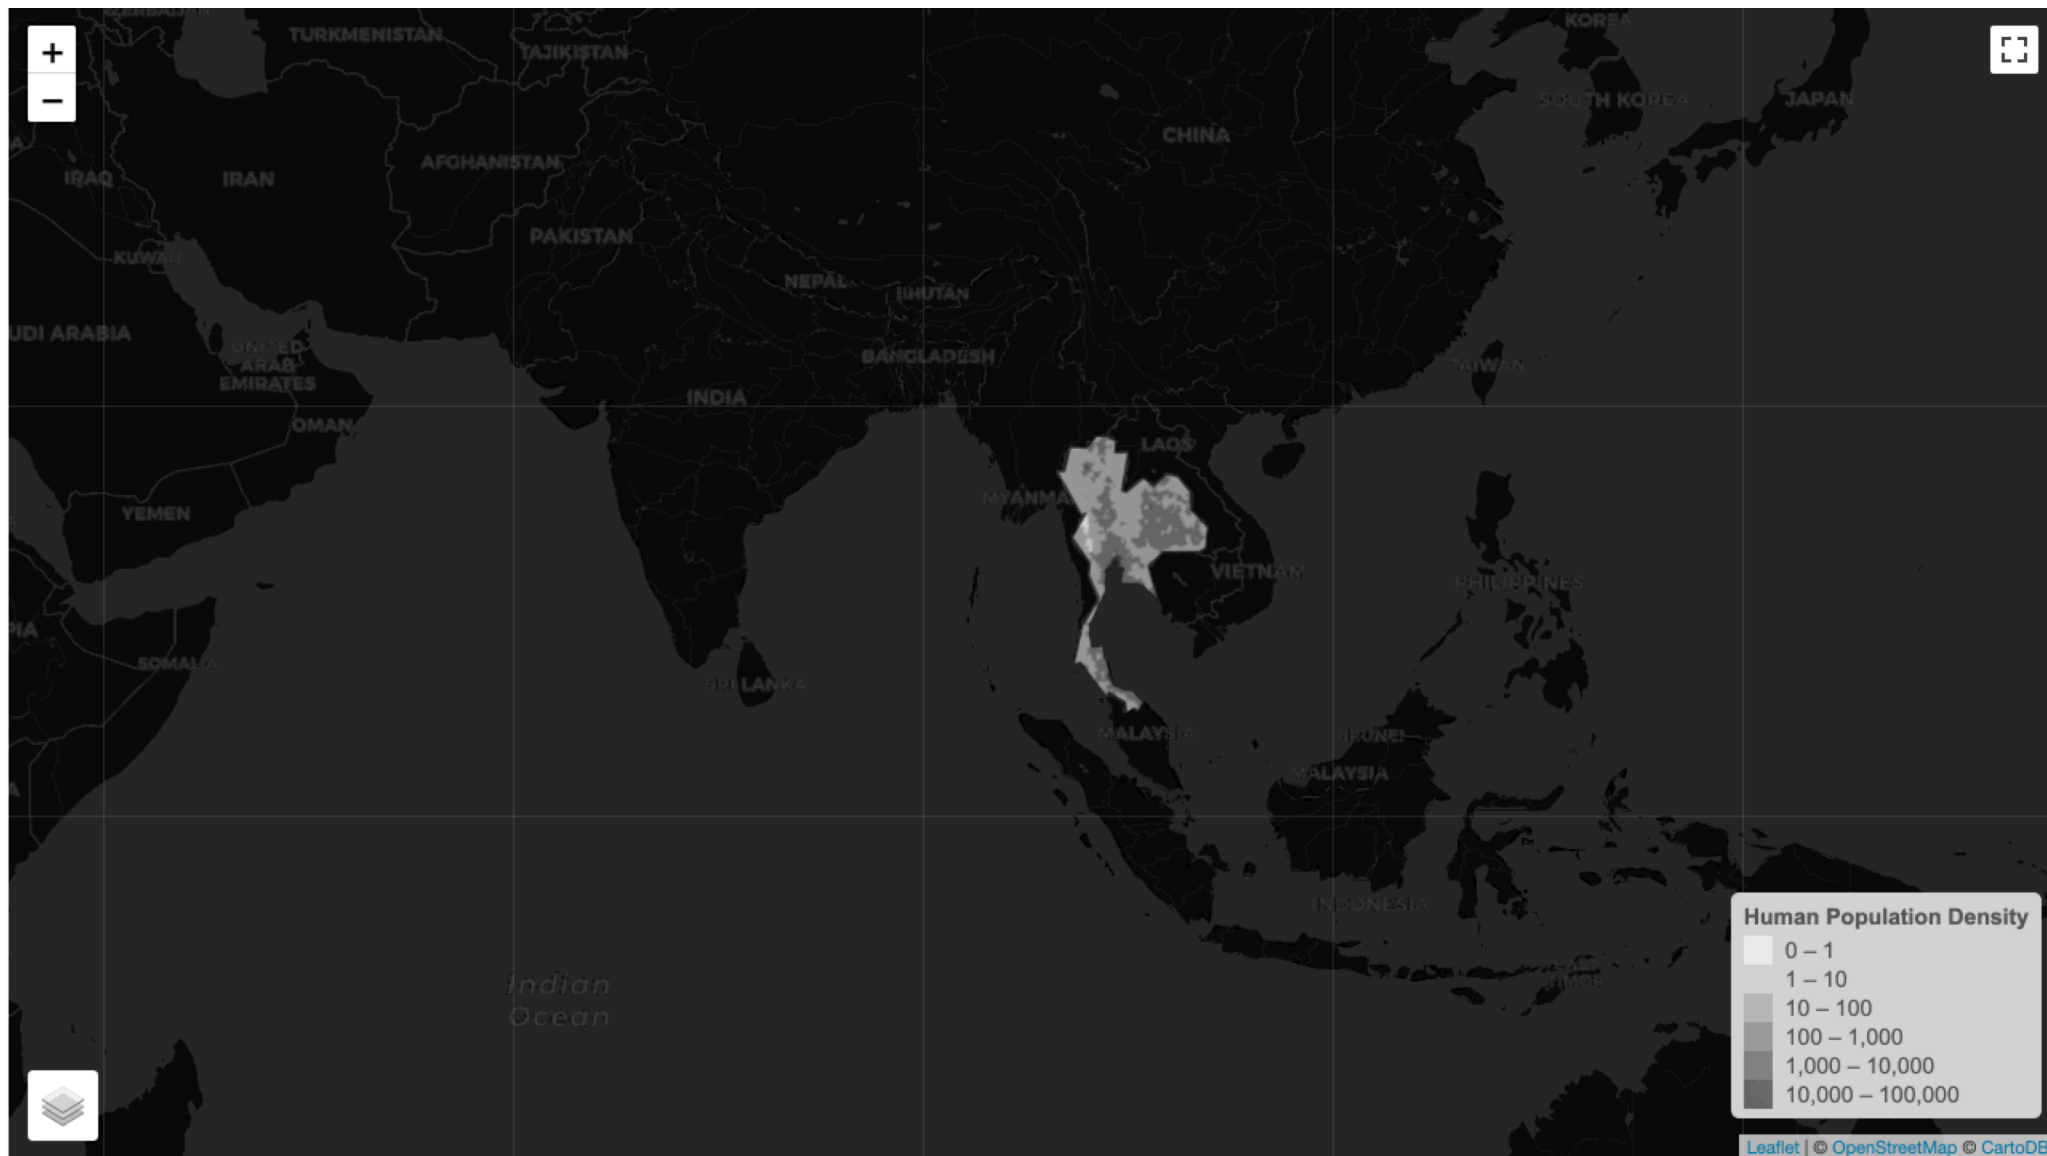 +
−
TURKMENISTAN
TAJIKISTAN
KOREA
SOUTH KOREA
JAPAN
CHINA
AFGHANISTAN
IRAQ
IRAN
PAKISTAN
KUWAIT
NEPAL
BHUTAN
UDI ARABIA
UNITED
ARAB
EMIRATES
BANGLADESH
TAIWAN
INDIA
OMAN
LAOS
MYANMA
YEMEN
VIETNAM
PHILIPPINES
PIA
SOMALIA
SRI LANKA
MALAYSIA
BRUNEI
MALAYSIA
INDONESIA
Indian
Ocean
Human Population Density
0 – 1
1 – 10
10 – 100
100 – 1,000
1,000 – 10,000
10,000 – 100,000
Leaflet | © OpenStreetMap © CartoDB